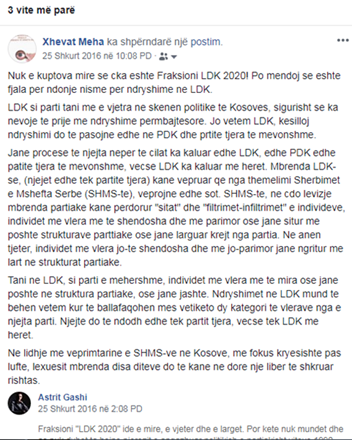 3 vite më parë
Xhevat Meha ka shpërndarë një postim.
25 Shkurt 2016 në 10:08 PM ·
Nuk e kuptova mire se cka eshte Fraksioni LDK 2020! Po mendoj se eshte
fjala per ndonje nisme per ndryshime ne LDK.
LDK si parti tani me e vjetra ne skenen politike te Kosoves, sigurisht se ka
nevoje te prije me ndryshime permbajtesore. Jo vetem LDK, kesilloj
ndryshimi do te pasojne edhe ne PDK dhe prtite tjera te mevonshme.
Jane procese te njejta neper te cilat ka kaluar edhe LDK, edhe PDK edhe
patite tjera te mevonshme, vecse LDK ka kaluar me heret. Mbrenda LDK-
se, (njejet edhe tek partite tjera) kane vepruar qe nga themelimi Sherbimet
e Mshefta Serbe (SHMS-te), veprojne edhe sot. SHMS-te, ne cdo levizje
mbrenda partiake kane perdorur "sitat" dhe "filtrimet-infiltrimet" e individeve,
individet me vlera me te shendosha dhe me parimor ose jane situr me
poshte strukturave parttiake ose jane larguar krejt nga partia. Ne anen
tjeter, individet me vlera jo-te shendosha dhe me jo-parimor jane ngritur me
lart ne strukturat partiake.
Tani ne LDK, si parti e mehershme, individet me vlera me te mira ose jane
poshte ne struktura partiake, ose jane jashte. Ndryshimet ne LDK mund te
behen vetem kur te ballafaqohen mes vetiketo dy kategori te vlerave nga e
njejta parti. Njejte do te ndodh edhe tek partit tjera, vecse tek LDK me
heret.
Ne lidhje me veprimtarine e SHMS-ve ne Kosove, me fokus kryesishte pas
lufte, lexuesit mbrenda disa diteve do te kane ne dore nje liber te shkruar
rishtas.
Astrit Gashi
25 Shkurt 2016 në 2:08 PD
Fraksioni "LDK 2020" ide e mire, e vjeter dhe e larget. Por kete nuk mundet dhe